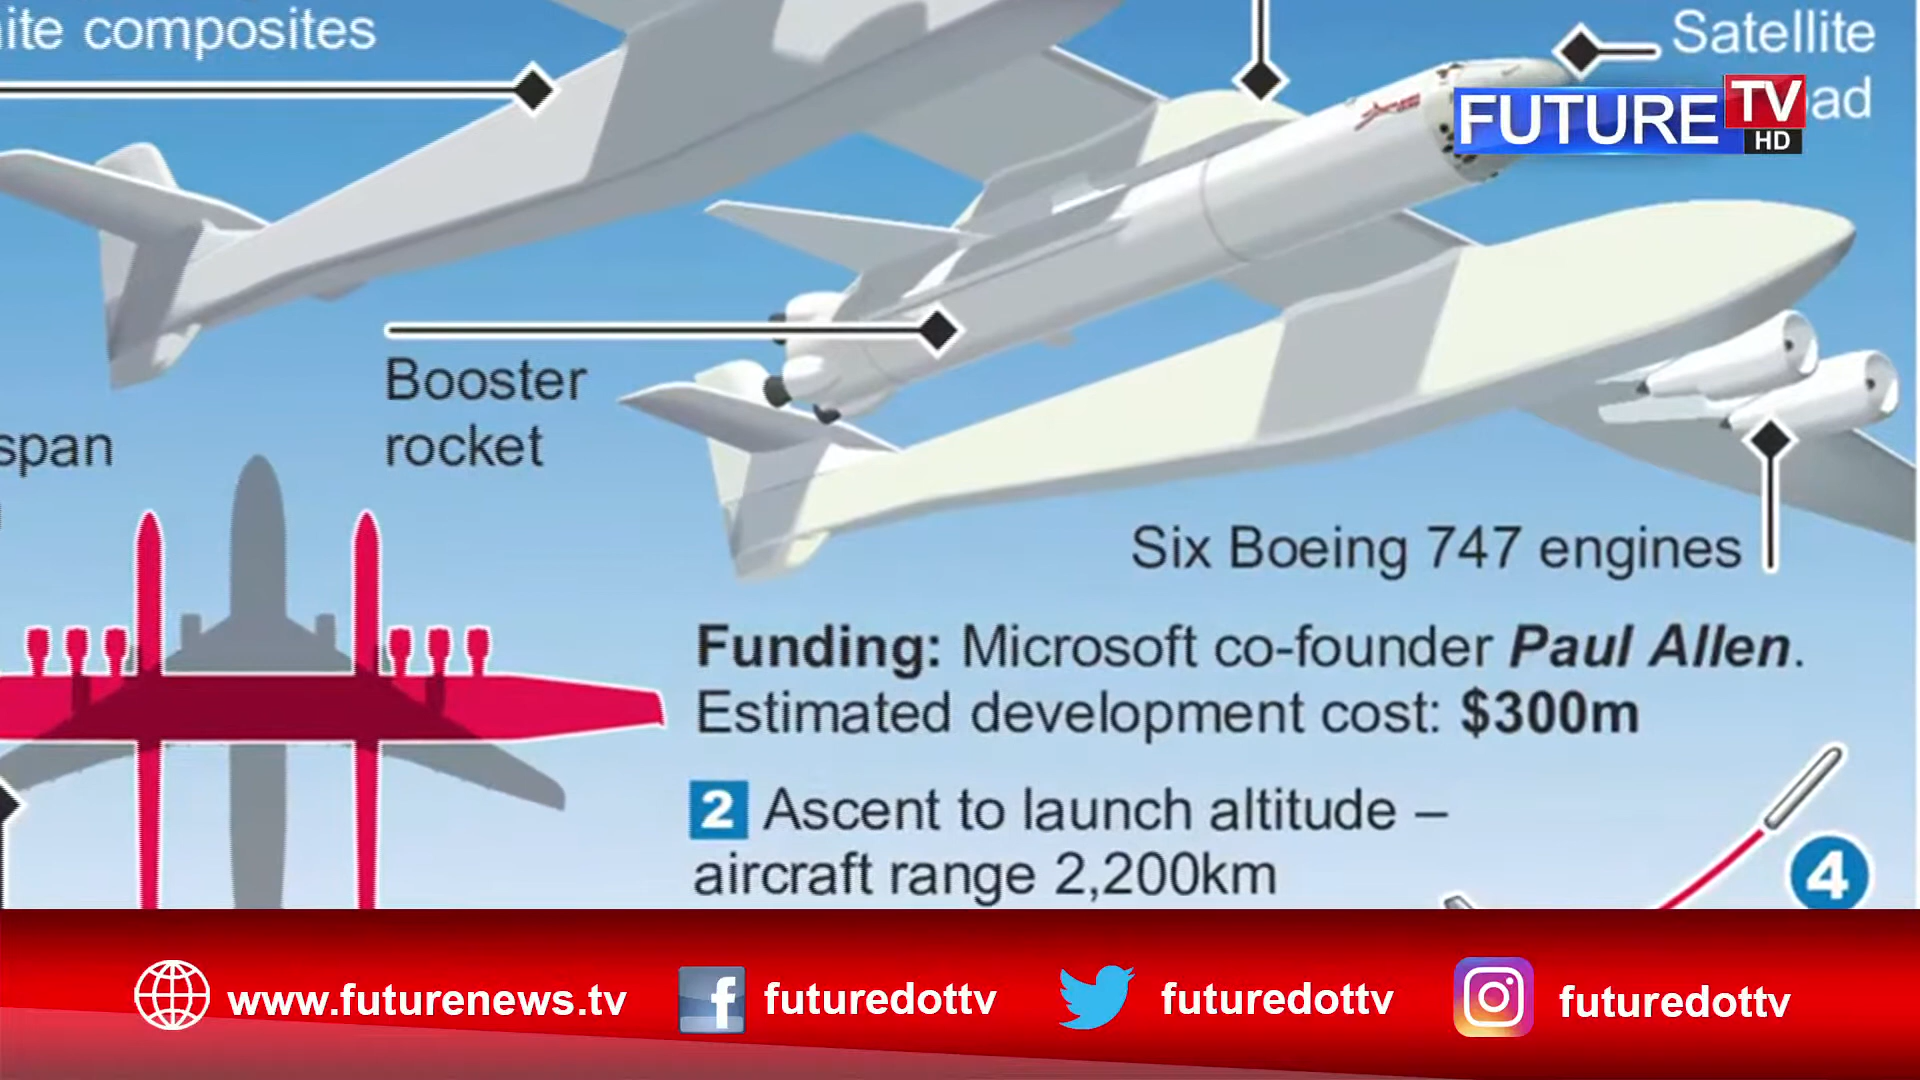 composites
Satellite
FUTURE TV
HD
Booster
rocket
span
Six Boeing 747 engines
Funding: Microsoft co-founder Paul Allen.
Estimated development cost: $300m
2 Ascent to launch altitude –
aircraft range 2,200km
4
www.futurenews.tv
futuredottv
futuredottv
futuredottv